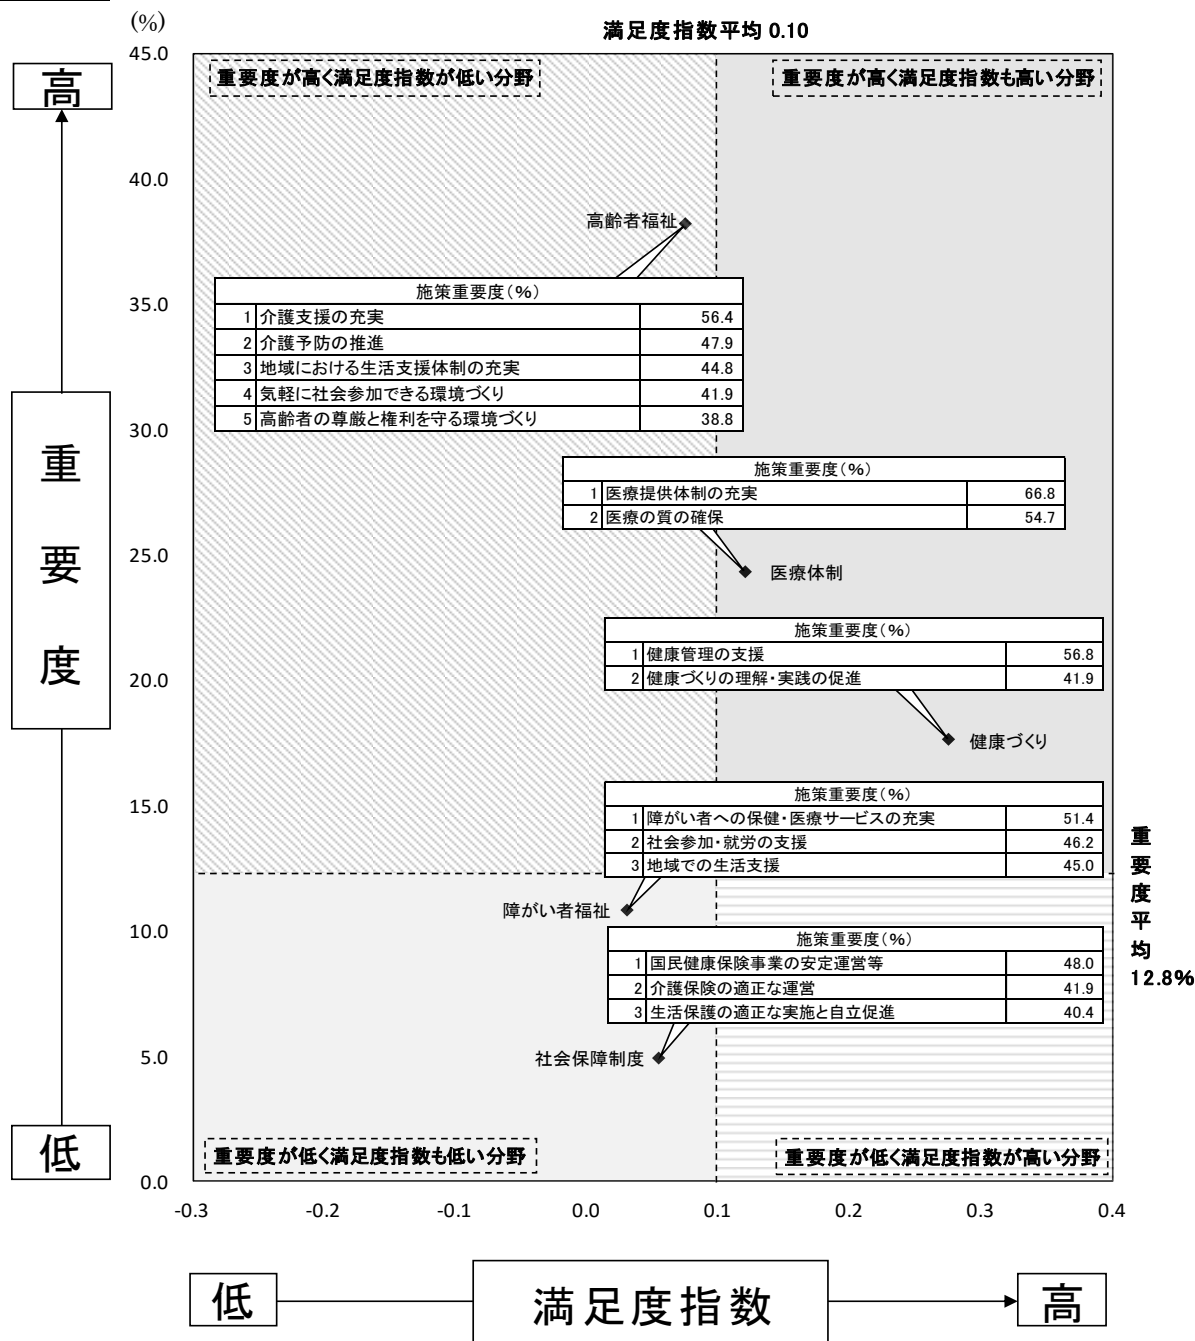 (%)
満足度指数平均 0.10
45.0
高
重要度が高く満足度指数が低い分野
重要度が高く満足度指数も高い分野
40.0
高齢者福祉
35.0
施策重要度(%)
1 介護支援の充実 56.4
2 介護予防の推進 47.9
3 地域における生活支援体制の充実 44.8
4 気軽に社会参加できる環境づくり 41.9
5 高齢者の尊厳と権利を守る環境づくり 38.8
30.0
重要度
施策重要度(%)
1 医療提供体制の充実 66.8
2 医療の質の確保 54.7
25.0
医療体制
施策重要度(%)
1 健康管理の支援 56.8
2 健康づくりの理解・実践の促進 41.9
20.0
健康づくり
15.0
施策重要度(%)
1 障がい者への保健・医療サービスの充実 51.4
2 社会参加・就労の支援 46.2
3 地域での生活支援 45.0
重要度平均
12.8%
障がい者福祉
10.0
施策重要度(%)
1 国民健康保険事業の安定運営等 48.0
2 介護保険の適正な運営 41.9
3 生活保護の適正な実施と自立促進 40.4
5.0
社会保障制度
低
重要度が低く満足度指数も低い分野
重要度が低く満足度指数が高い分野
0.0
-0.3 -0.2 -0.1 0.0 0.1 0.2 0.3 0.4
低 満足度指数 高